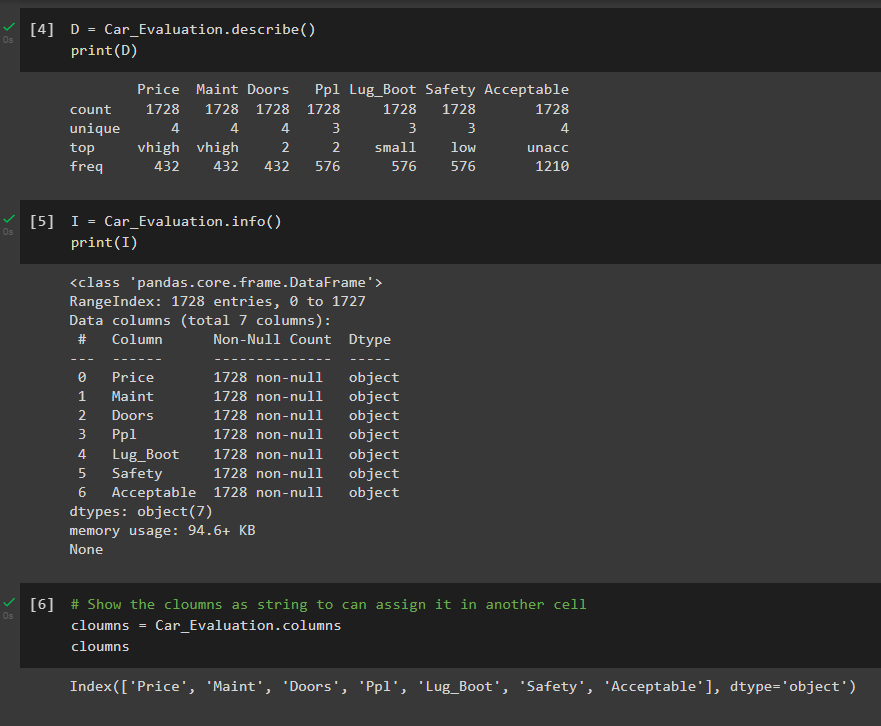 [4] D = Car_Evaluation.describe()
print(D)
Price Maint Doors Ppl Lug_Boot Safety Acceptable
count 1728 1728 1728 1728 1728 1728 1728
unique 4 4 4 3 3 3 4
top vhigh vhigh 2 2 small low unacc
freq 432 432 432 576 576 576 1210
0s
[5] I = Car_Evaluation.info()
print(I)
0s
<class 'pandas.core.frame.DataFrame'>
RangeIndex: 1728 entries, 0 to 1727
Data columns (total 7 columns):
# Column Non-Null Count Dtype
--- ------ -------------- -----
0 Price 1728 non-null object
1 Maint 1728 non-null object
2 Doors 1728 non-null object
3 Ppl 1728 non-null object
4 Lug_Boot 1728 non-null object
5 Safety 1728 non-null object
6 Acceptable 1728 non-null object
dtypes: object(7)
memory usage: 94.6+ KB
None
[6] # Show the cloumns as string to can assign it in another cell
0s
cloumns = Car_Evaluation.columns
cloumns
Index(['Price', 'Maint', 'Doors', 'Ppl', 'Lug_Boot', 'Safety', 'Acceptable'], dtype='object')